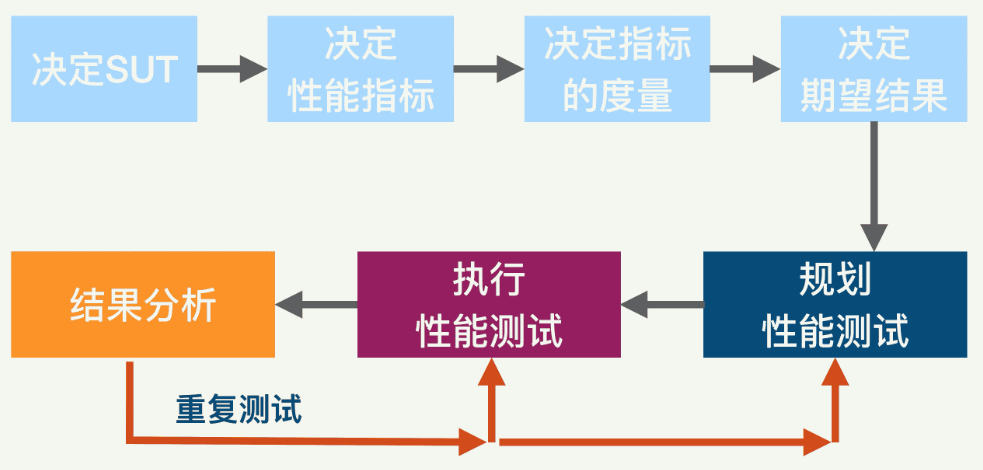 决定SUT
决定
性能指标
决定指标
的度量
决定
期望结果
结果分析
执行
性能测试
规划
性能测试
重复测试